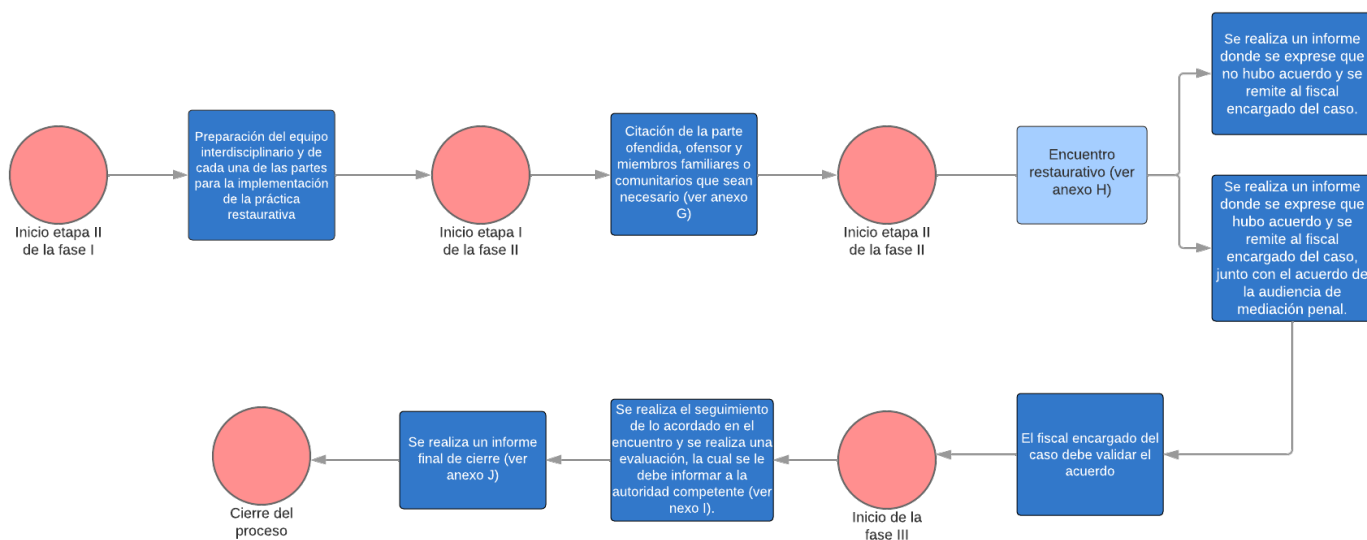 Se realiza un informe
donde se exprese que
no hubo acuerdo y se
remite al fiscal
encargado del caso.
Preparación del equipo
interdisciplinario y de
cada una de las partes
para la implementación
de la práctica
restaurativa
Citación de la parte
ofendida, ofensor y
miembros familiares o
comunitarios que sean
necesario (ver anexo
G)
Encuentro
restaurativo (ver
anexo H)
Se realiza un informe
donde se exprese que
hubo acuerdo y se
remite al fiscal
encargado del caso,
junto con el acuerdo de
la audiencia de
mediación penal.
Inicio etapa II
de la fase I
Inicio etapa I
de la fase II
Inicio etapa II
de la fase II
Se realiza el seguimiento
de lo acordado en el
encuentro y se realiza una
evaluación, la cual se le
debe informar a la
autoridad competente (ver
nexo I).
Se realiza un informe
final de cierre (ver
anexo J)
El fiscal encargado del
caso debe validar el
acuerdo
Cierre del
proceso
Inicio de la
fase III